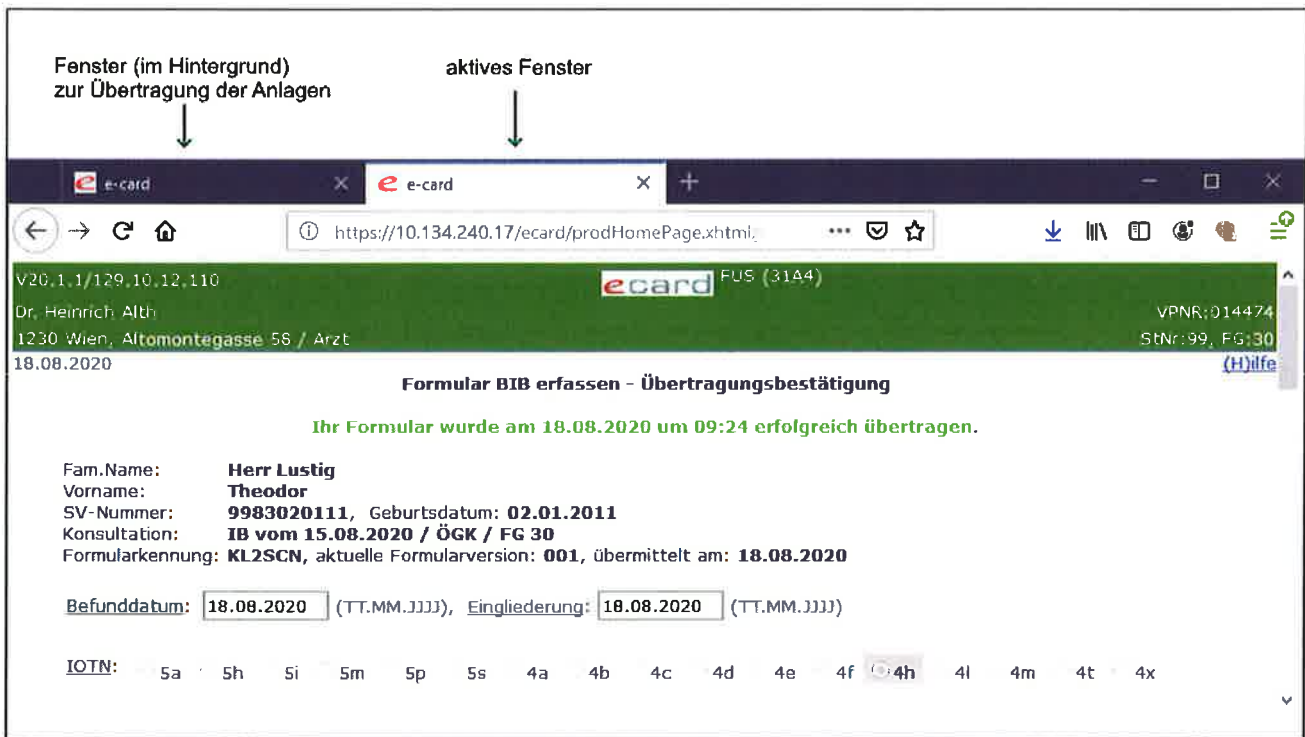 Fenster (im Hintergrund)
zur Übertragung der Anlagen
aktives Fenster
e-card
e-card
https://10.134.240.17/ecard/prodHomePage.xhtml
V20.1.1/129.10.12.110
ecard FUS (31A4)
Dr. Heinrich Alth VPNR:014474
1230 Wien, Altomontegasse 58 / Arzt StNr:99, FG:30
18.08.2020 (H)ilfe
Formular BIB erfassen - Übertragungsbestätigung
Ihr Formular wurde am 18.08.2020 um 09:24 erfolgreich übertragen.
Fam.Name: Herr Lustig
Vorname: Theodor
SV-Nummer: 9983020111, Geburtsdatum: 02.01.2011
Konsultation: IB vom 15.08.2020 / ÖGK / FG 30
Formularkennung: KL2SCN, aktuelle Formularversion: 001, übermittelt am: 18.08.2020
Befunddatum: 18.08.2020 (TT.MM.JJJJ), Eingliederung: 18.08.2020 (TT.MM.JJJJ)
IOTN: 5a 5h 5i 5m 5p 5s 4a 4b 4c 4d 4e 4f 4h 4l 4m 4t 4x